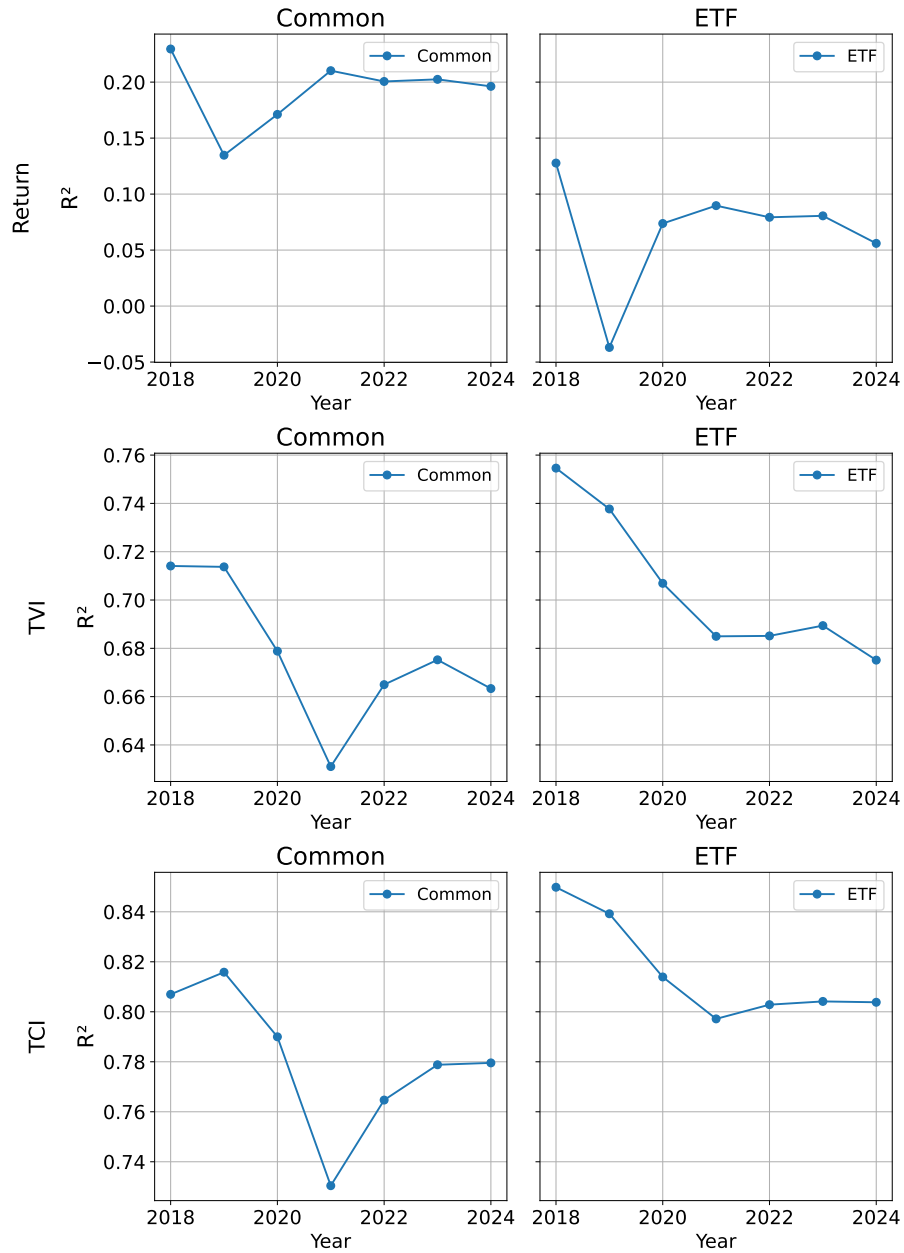 Common
ETF
Return
R²
0.20
0.15
0.10
0.05
0.00
−0.05
Common
ETF
2018 2020 2022 2024
Year
2018 2020 2022 2024
Year
Common
ETF
TVI
R²
0.76
0.74
0.72
0.70
0.68
0.66
0.64
Common
ETF
2018 2020 2022 2024
Year
2018 2020 2022 2024
Year
Common
ETF
TCI
R²
0.84
0.82
0.80
0.78
0.76
0.74
Common
ETF
2018 2020 2022 2024
Year
2018 2020 2022 2024
Year